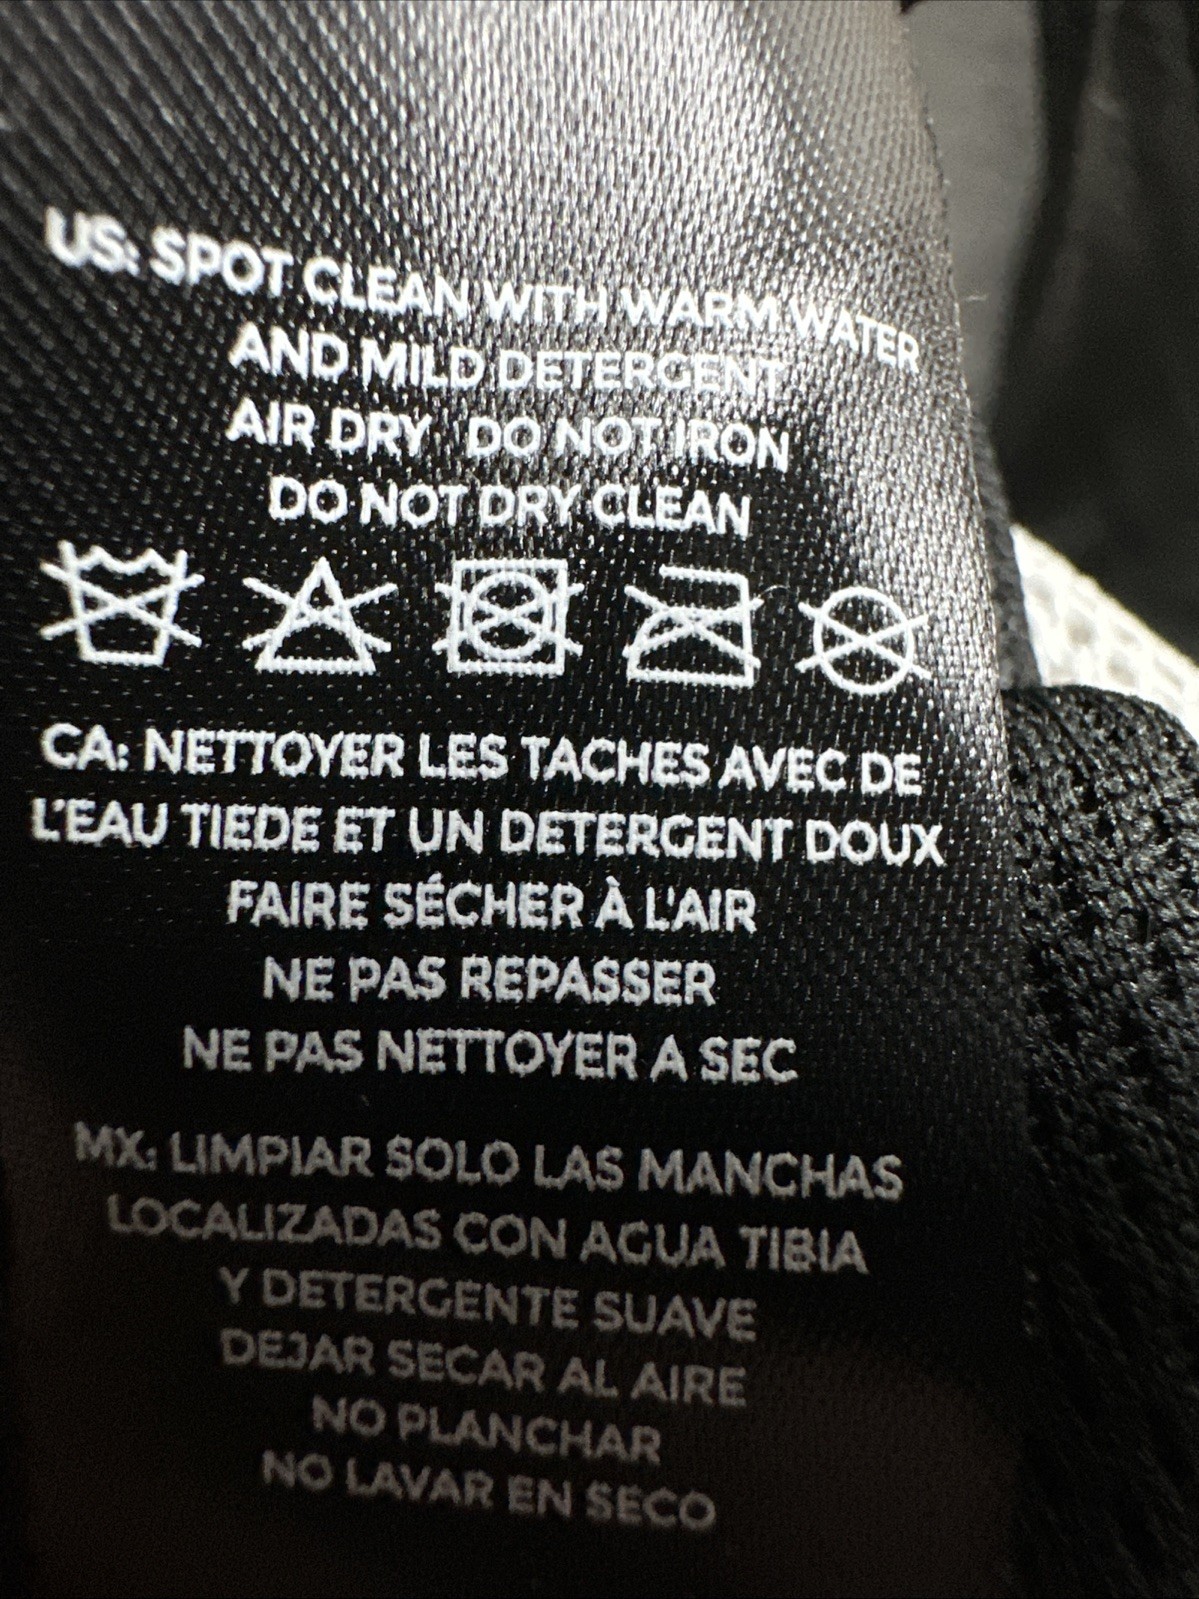 US: SPOT CLEAN WITH WARM WATER
AND MILD DETERGENT
AIR DRY DO NOT IRON
DO NOT DRY CLEAN
CA: NETTOYER LES TACHES AVEC DE
L'EAU TIEDE ET UN DETERGENT DOUX
FAIRE SÉCHER À L'AIR
NE PAS REPASSER
NE PAS NETTOYER A SEC
MX: LIMPIAR SOLO LAS MANCHAS
LOCALIZADAS CON AGUA TIBIA
Y DETERGENTE SUAVE
DEJAR SECAR AL AIRE
NO PLANCHAR
NO LAVAR EN SECO